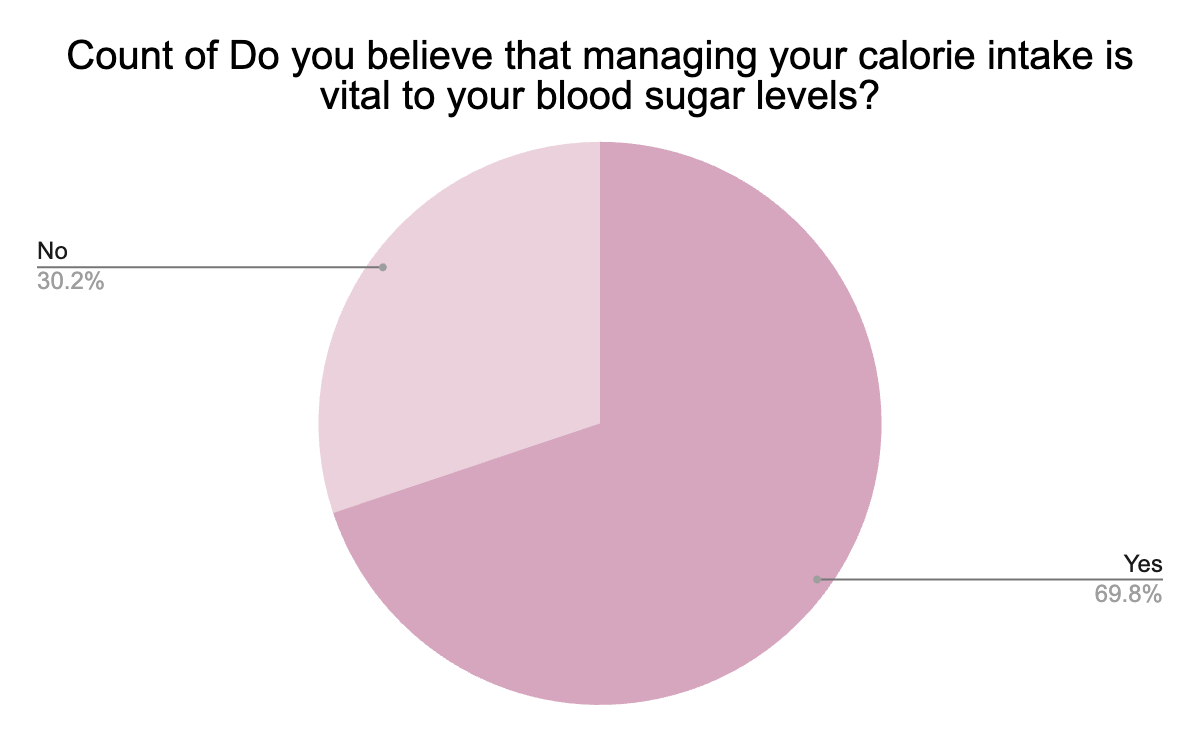 Count of Do you believe that managing your calorie intake is
vital to your blood sugar levels?
No
30.2%
Yes
69.8%